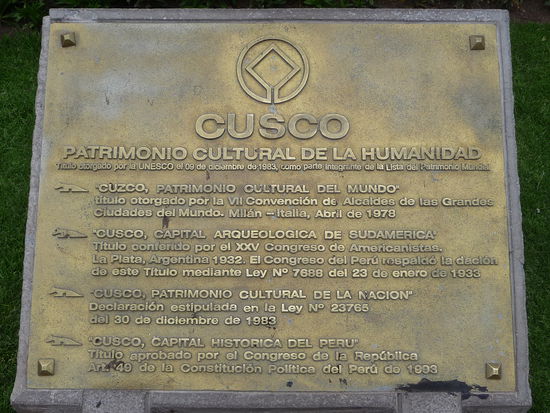 CUSCO
PATRIMONIO CULTURAL DE LA HUMANIDAD
Título otorgado por la UNESCO el 09 de diciembre de 1983, como parte integrante de la Lista del Patrimonio Mundial
"CUZCO, PATRIMONIO CULTURAL DEL MUNDO"
título otorgado por la VII Convención de Alcaldes de las Grandes
Ciudades del Mundo. Milán - Italia, Abril de 1978
"CUSCO, CAPITAL ARQUEOLOGICA DE SUDAMERICA"
Título conferido por el XXV Congreso de Americanistas.
La Plata, Argentina 1932. El Congreso del Perú respaldó la dación
de este Título mediante Ley Nº 7688 del 23 de enero de 1933
"CUSCO, PATRIMONIO CULTURAL DE LA NACION"
Declaración estipulada en la Ley Nº 23765
del 30 de diciembre de 1983
"CUSCO, CAPITAL HISTORICA DEL PERU"
Título aprobado por el Congreso de la República
Art. 49 de la Constitución Política del Perú de 1993